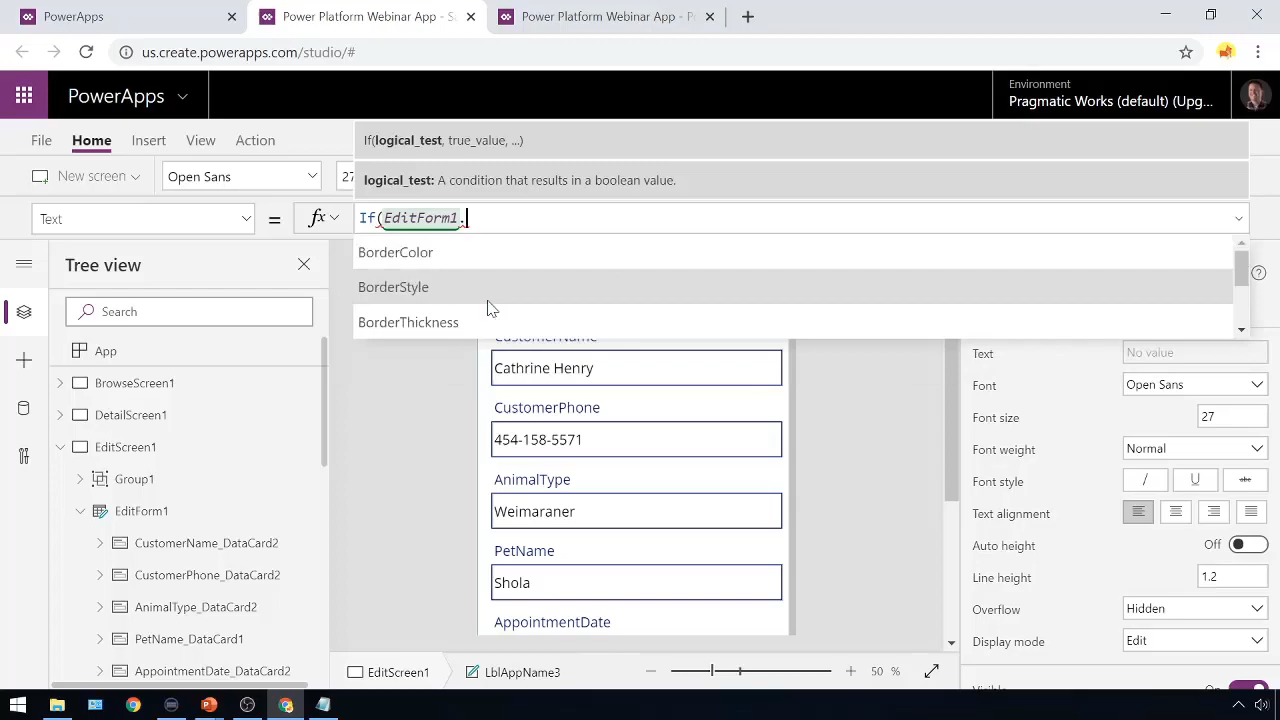 PowerApps
Power Platform Webinar App - S
Power Platform Webinar App - P
us.create.powerapps.com/studio/#
PowerApps
Environment
Pragmatic Works (default) (Upg...
File
Home
Insert
View
Action
If(logical_test, true_value, ...)
New screen
Open Sans
27
logical_test: A condition that results in a boolean value.
Text
=
fx
If(EditForm1.
BorderColor
BorderStyle
BorderThickness
Tree view
Search
App
BrowseScreen1
DetailScreen1
EditScreen1
Group1
EditForm1
CustomerName_DataCard2
CustomerPhone_DataCard2
AnimalType_DataCard2
PetName_DataCard1
AppointmentDate_DataCard2
CustomerName
Cathrine Henry
CustomerPhone
454-158-5571
AnimalType
Weimaraner
PetName
Shola
AppointmentDate
Text
No value
Font
Open Sans
Font size
27
Font weight
Normal
Font style
/
U
abc
Text alignment
Auto height
Off
Line height
1.2
Overflow
Hidden
Display mode
Edit
Visible
On
EditScreen1
LblAppName3
50 %